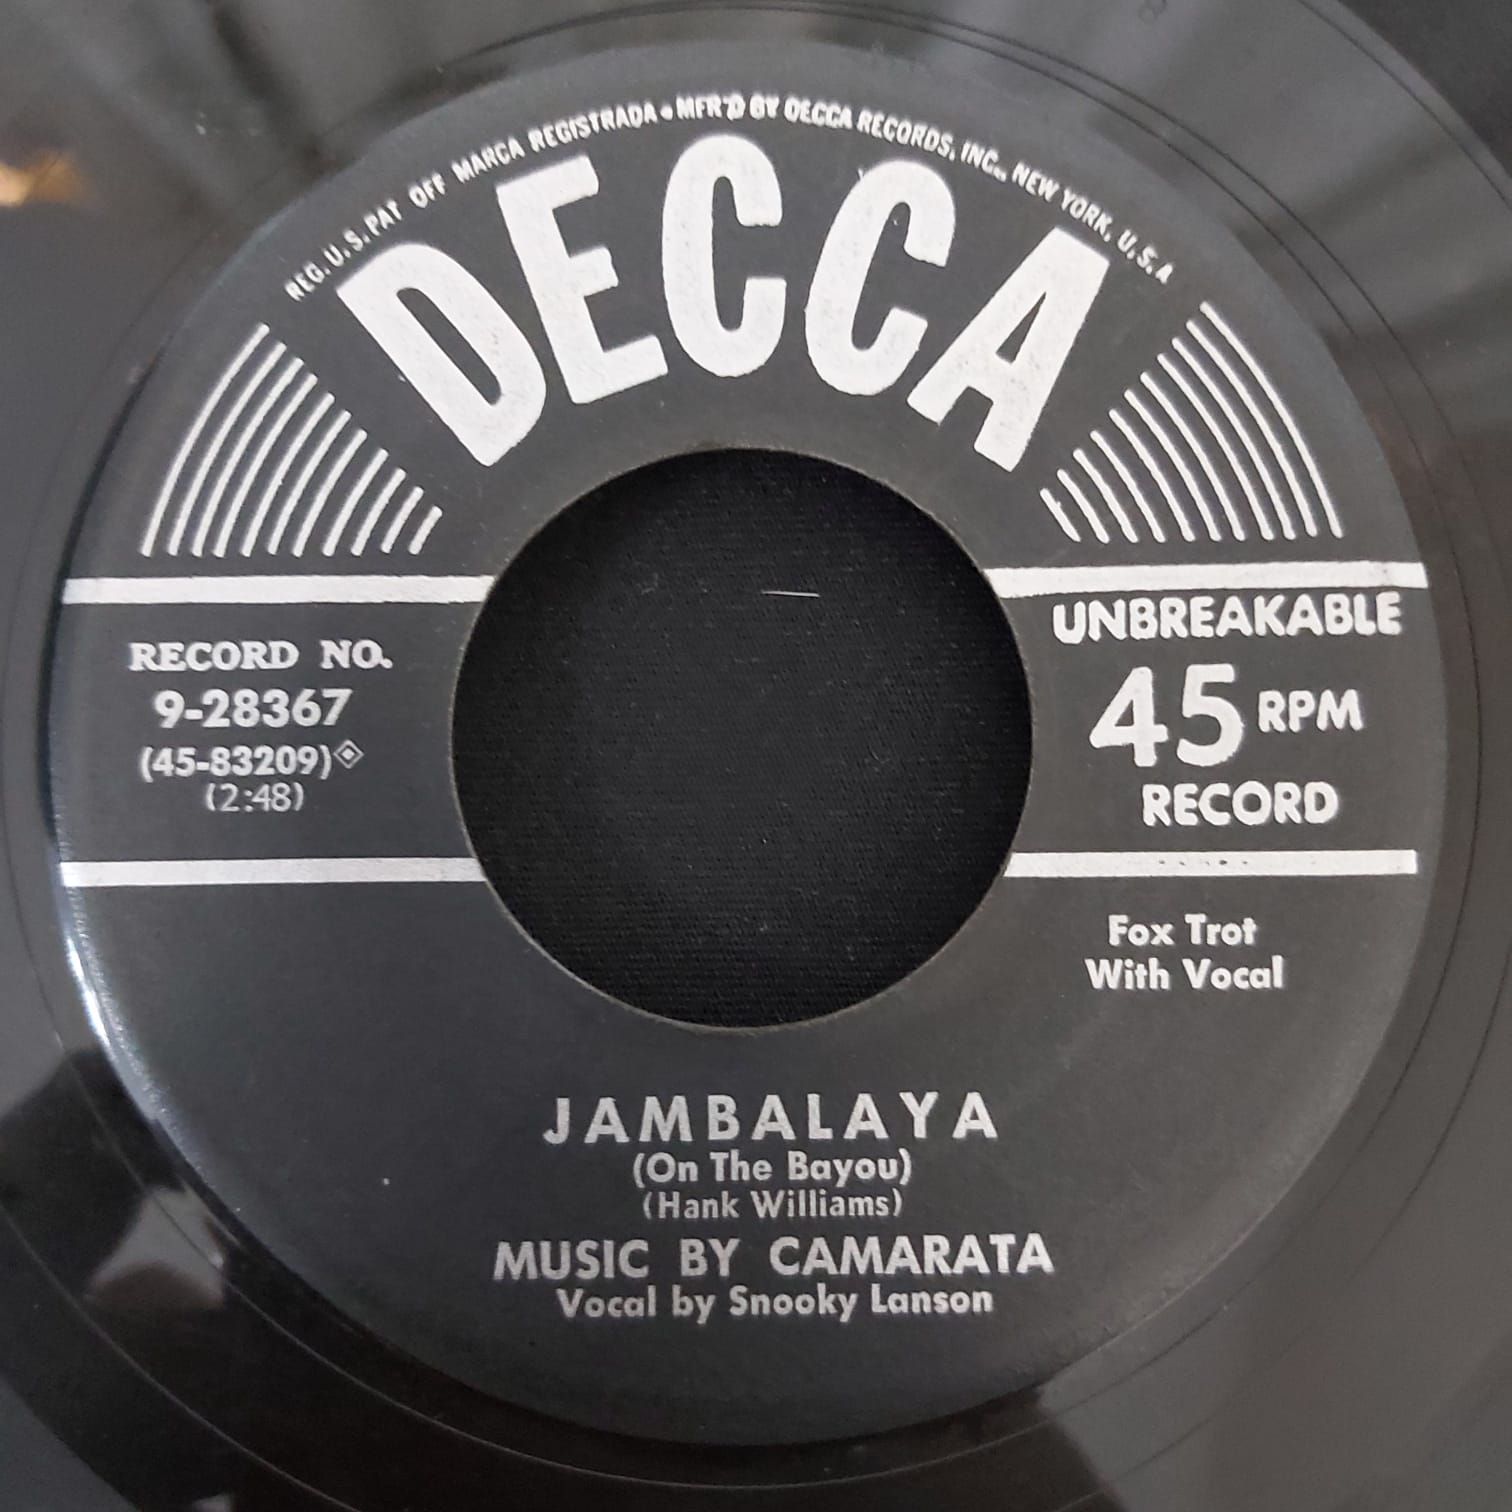 REG. U.S. PAT OFF MARCA REGISTRADA • MFR'D BY DECCA RECORDS, INC., NEW YORK, U.S.A
DECCA
RECORD NO.
9-28367
(45-83209)
(2:48)
UNBREAKABLE
45 RPM
RECORD
Fox Trot
With Vocal
JAMBALAYA
(On The Bayou)
(Hank Williams)
MUSIC BY CAMARATA
Vocal by Snooky Lanson